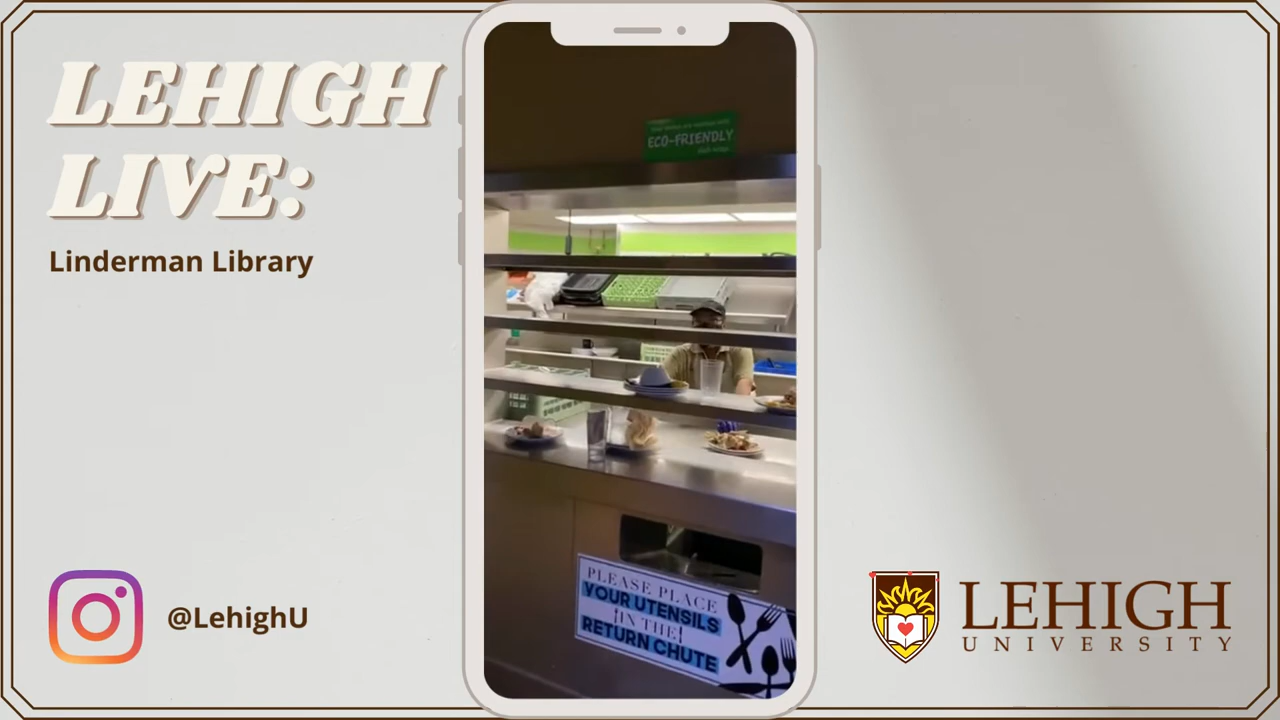 LEHIGH
LIVE:
Linderman Library
@LehighU
ECO-FRIENDLY
PLEASE PLACE
YOUR UTENSILS
IN THE
RETURN CHUTE
LEHIGH
UNIVERSITY